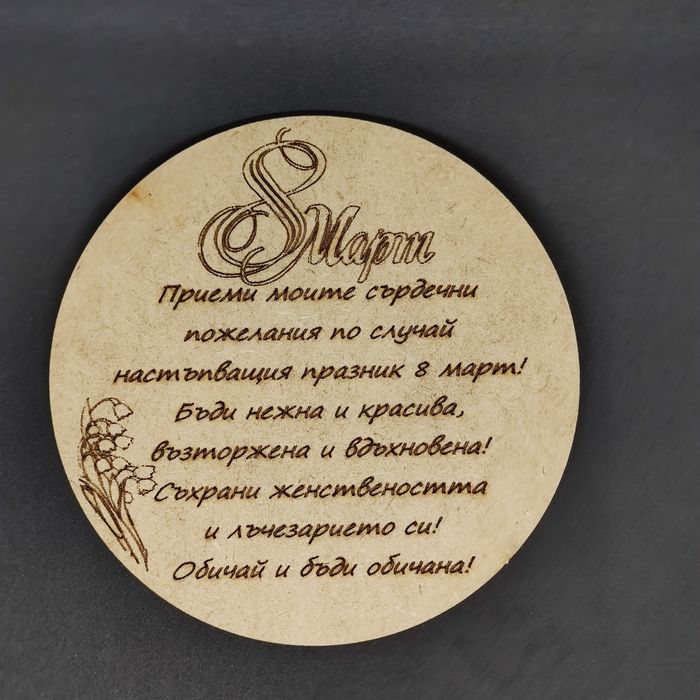 8 Март
Приеми моите сърдечни
пожелания по случай
настъпващия празник 8 март!
Бъди нежна и красива,
възторжена и вдъхновена!
Съхрани женствеността
и лъчезарието си!
Обичай и бъди обичана!